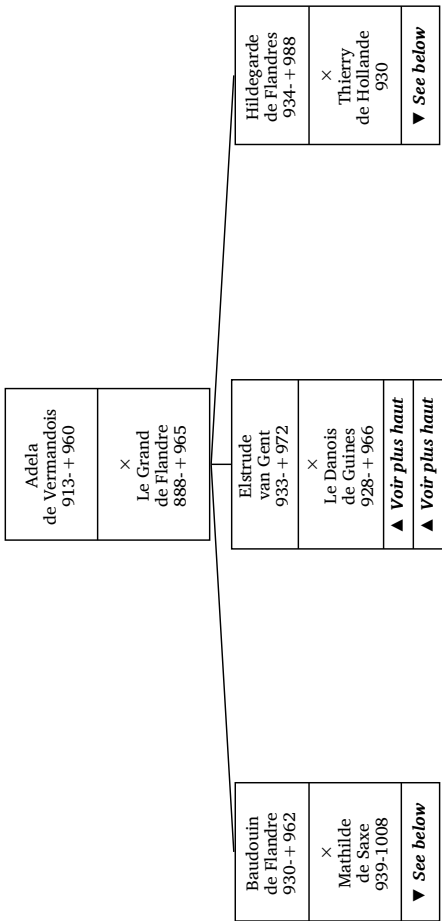 Adela
de Vermandois
913-+960
×
Le Grand
de Flandre
888-+965
Baudouin
de Flandre
930-+962
×
Mathilde
de Saxe
939-1008
▼ See below
Elstrude
van Gent
933-+972
×
Le Danois
de Guines
928-+966
▲ Voir plus haut
▲ Voir plus haut
Hildegarde
de Flandres
934-+988
×
Thierry
de Hollande
930
▼ See below